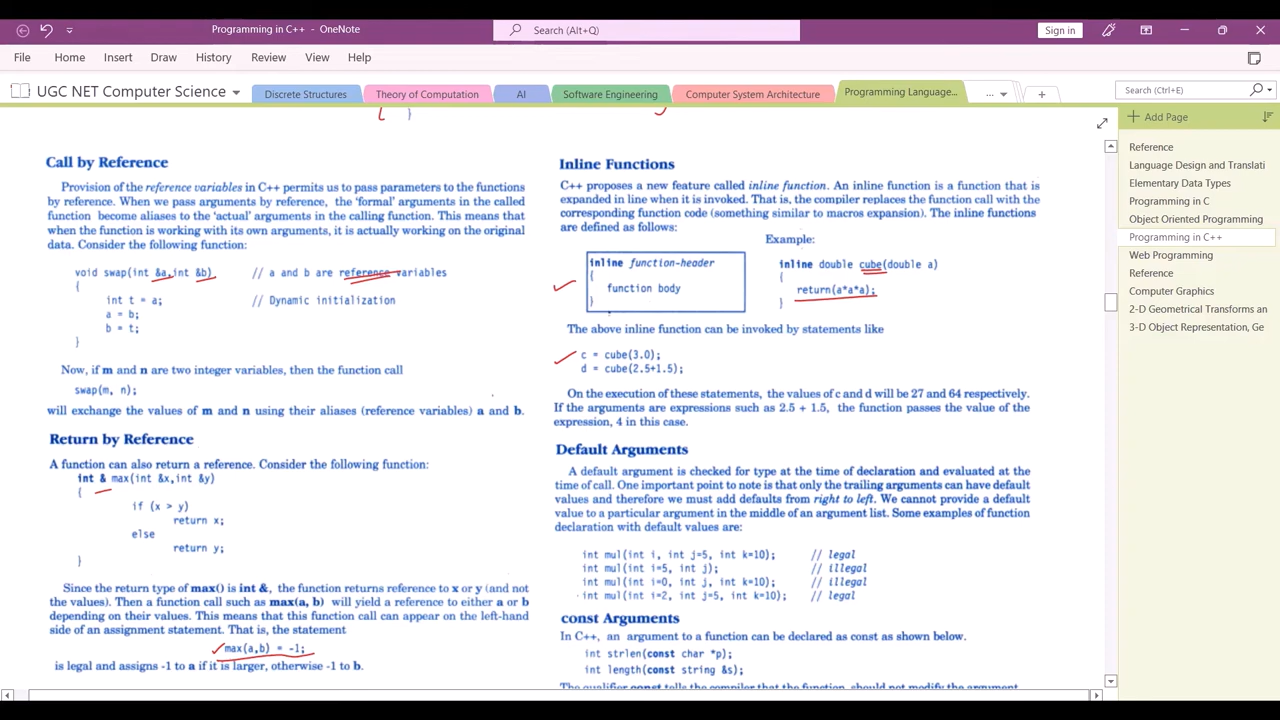 Programming in C++ - OneNote
Search (Alt+Q)
Sign in
File Home Insert Draw History Review View Help
UGC NET Computer Science
Discrete Structures
Theory of Computation
AI
Software Engineering
Computer System Architecture
Programming Language...
...
Search (Ctrl+E)
Call by Reference
Provision of the reference variables in C++ permits us to pass parameters to the functions
by reference. When we pass arguments by reference, the 'formal' arguments in the called
function become aliases to the 'actual' arguments in the calling function. This means that
when the function is working with its own arguments, it is actually working on the original
data. Consider the following function:
void swap(int &a,int &b) // a and b are reference variables
{
int t = a; // Dynamic initialization
a = b;
b = t;
}
Now, if m and n are two integer variables, then the function call
swap(m, n);
will exchange the values of m and n using their aliases (reference variables) a and b.
Return by Reference
A function can also return a reference. Consider the following function:
int & max(int &x,int &y)
{
if (x > y)
return x;
else
return y;
}
Since the return type of max() is int &, the function returns reference to x or y (and not
the values). Then a function call such as max(a, b) will yield a reference to either a or b
depending on their values. This means that this function call can appear on the left-hand
side of an assignment statement. That is, the statement
max(a,b) = -1;
is legal and assigns -1 to a if it is larger, otherwise -1 to b.
Inline Functions
C++ proposes a new feature called inline function. An inline function is a function that is
expanded in line when it is invoked. That is, the compiler replaces the function call with the
corresponding function code (something similar to macros expansion). The inline functions
are defined as follows:
inline function-header
{
function body
}
Example:
inline double cube(double a)
{
return(a*a*a);
}
The above inline function can be invoked by statements like
c = cube(3.0);
d = cube(2.5+1.5);
On the execution of these statements, the values of c and d will be 27 and 64 respectively.
If the arguments are expressions such as 2.5 + 1.5, the function passes the value of the
expression, 4 in this case.
Default Arguments
A default argument is checked for type at the time of declaration and evaluated at the
time of call. One important point to note is that only the trailing arguments can have default
values and therefore we must add defaults from right to left. We cannot provide a default
value to a particular argument in the middle of an argument list. Some examples of function
declaration with default values are:
int mul(int i, int j=5, int k=10); // legal
int mul(int i=5, int j); // illegal
int mul(int i=0, int j, int k=10); // illegal
int mul(int i=2, int j=5, int k=10); // legal
const Arguments
In C++, an argument to a function can be declared as const as shown below.
int strlen(const char *p);
int length(const string &s);
The qualifier const tells the compiler that the function should not modify the argument
Add Page
Reference
Language Design and Translati
Elementary Data Types
Programming in C
Object Oriented Programming
Programming in C++
Web Programming
Reference
Computer Graphics
2-D Geometrical Transforms an
3-D Object Representation, Ge